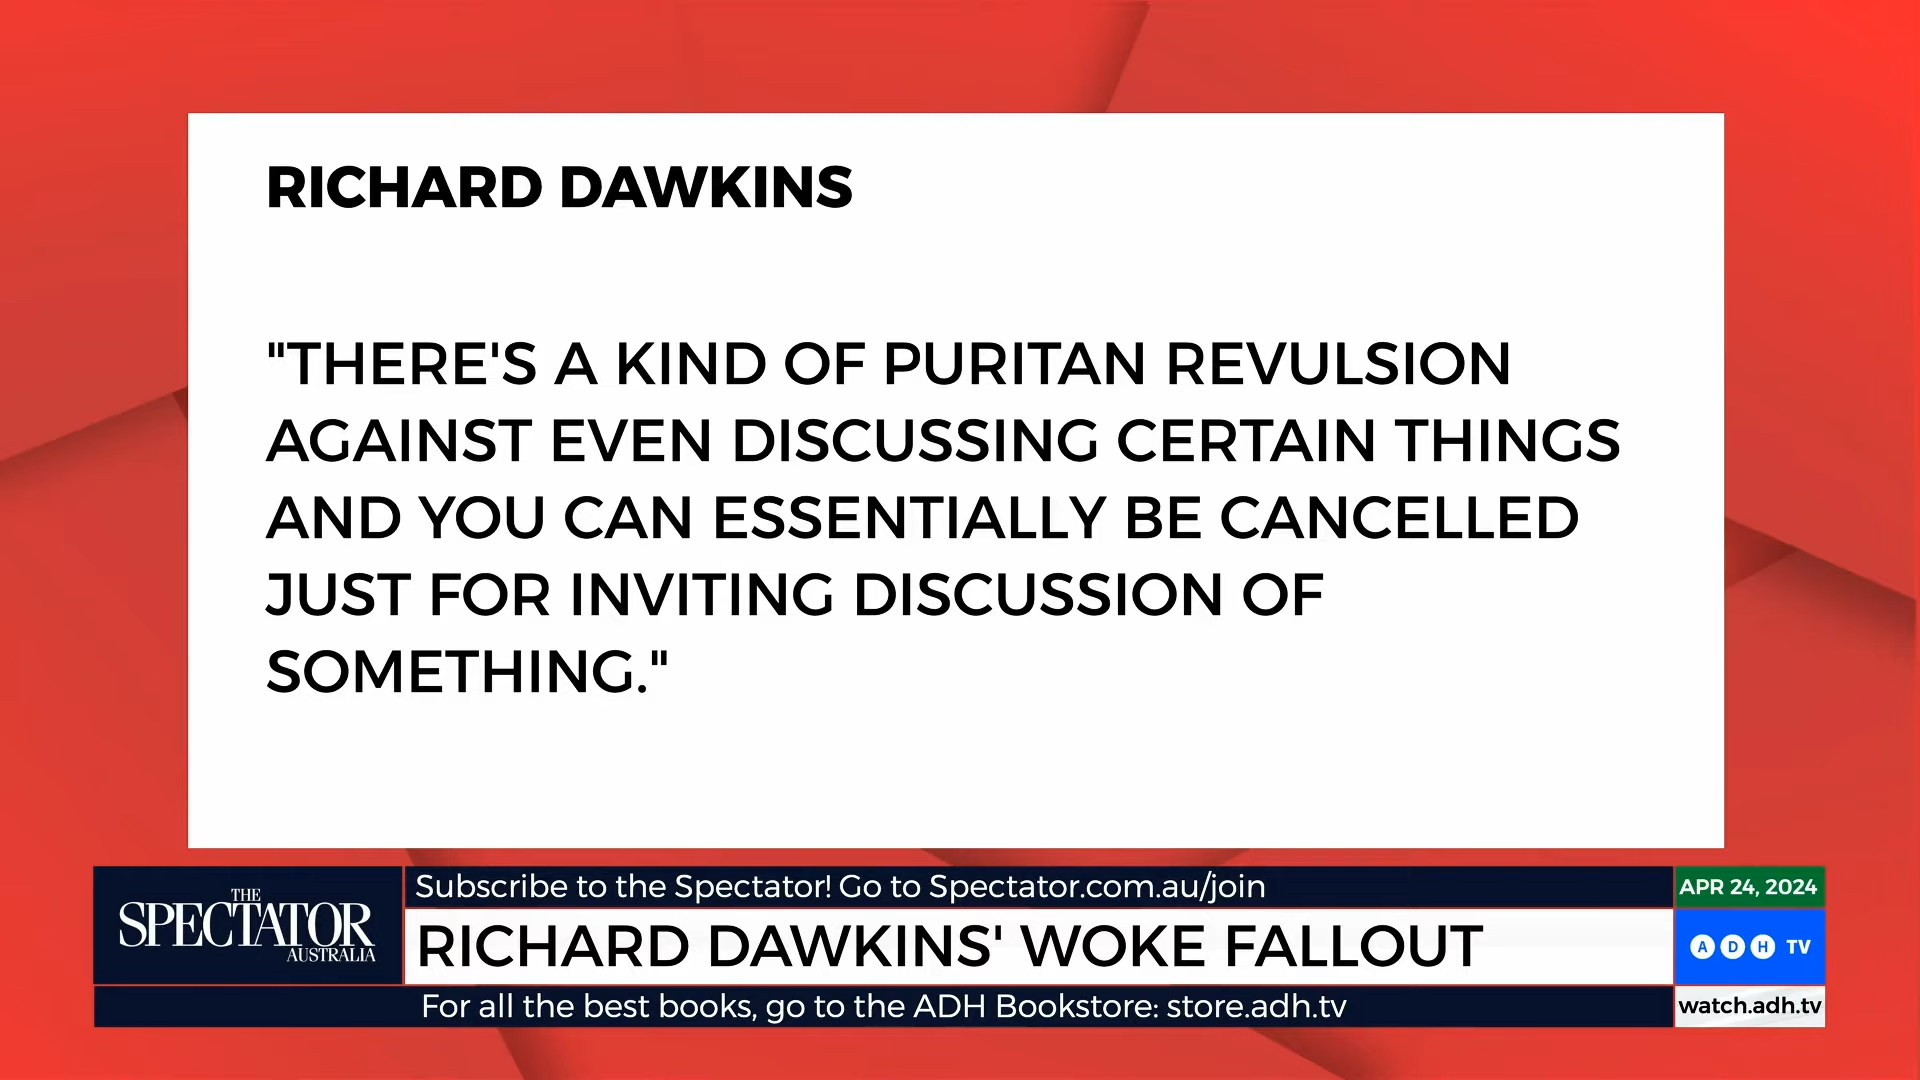 RICHARD DAWKINS
"THERE'S A KIND OF PURITAN REVULSION
AGAINST EVEN DISCUSSING CERTAIN THINGS
AND YOU CAN ESSENTIALLY BE CANCELLED
JUST FOR INVITING DISCUSSION OF
SOMETHING."
THE
SPECTATOR
AUSTRALIA
Subscribe to the Spectator! Go to Spectator.com.au/join
RICHARD DAWKINS' WOKE FALLOUT
For all the best books, go to the ADH Bookstore: store.adh.tv
APR 24, 2024
A D H TV
watch.adh.tv